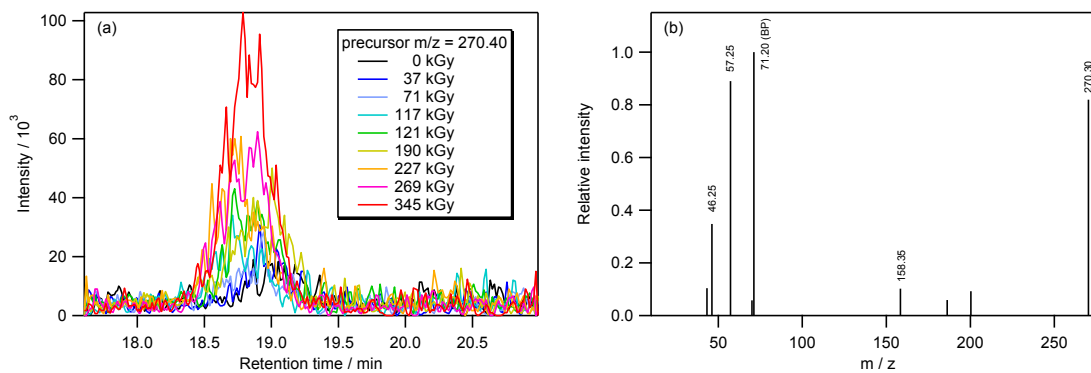 (a)
precursor m/z = 270.40
0 kGy
37 kGy
71 kGy
117 kGy
121 kGy
190 kGy
227 kGy
269 kGy
345 kGy
Intensity / 10³
100
80
60
40
20
0
18.0 18.5 19.0 19.5 20.0 20.5
Retention time / min
(b)
46.25
57.25
71.20 (BP)
158.35
270.30
Relative intensity
1.0
0.8
0.6
0.4
0.2
0.0
50 100 150 200 250
m / z